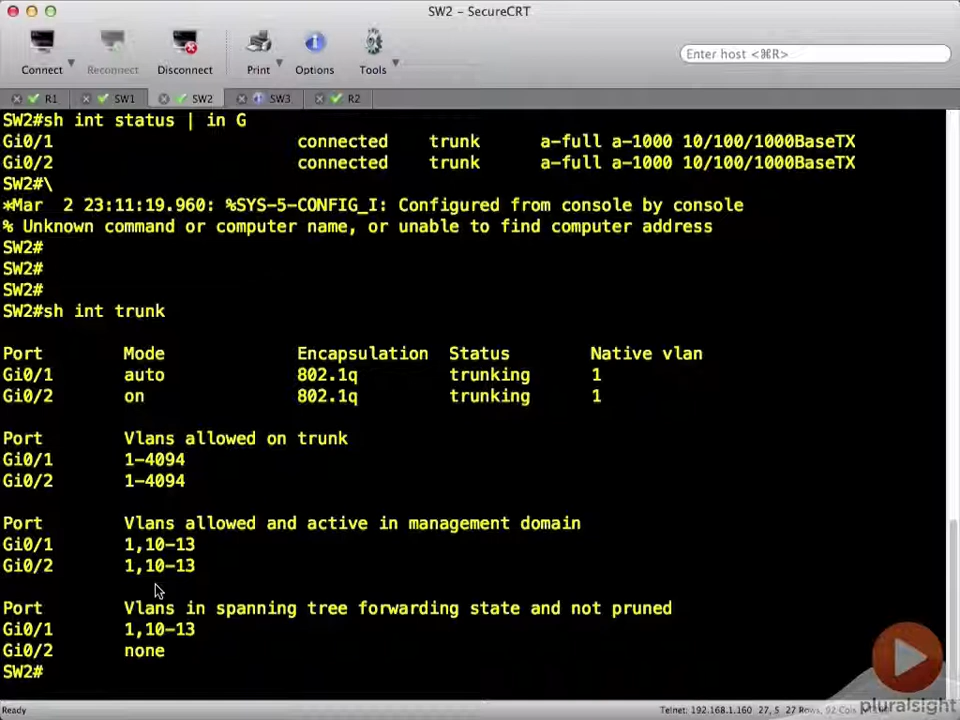 SW2 - SecureCRT
Connect
Reconnect
Disconnect
Print
Options
Tools
Enter host <⌘R>
R1
SW1
SW2
SW3
R2
SW2#sh int status | in G
Gi0/1 connected trunk a-full a-1000 10/100/1000BaseTX
Gi0/2 connected trunk a-full a-1000 10/100/1000BaseTX
SW2#\
*Mar 2 23:11:19.960: %SYS-5-CONFIG_I: Configured from console by console
% Unknown command or computer name, or unable to find computer address
SW2#
SW2#
SW2#
SW2#sh int trunk
Port Mode Encapsulation Status Native vlan
Gi0/1 auto 802.1q trunking 1
Gi0/2 on 802.1q trunking 1
Port Vlans allowed on trunk
Gi0/1 1-4094
Gi0/2 1-4094
Port Vlans allowed and active in management domain
Gi0/1 1,10-13
Gi0/2 1,10-13
Port Vlans in spanning tree forwarding state and not pruned
Gi0/1 1,10-13
Gi0/2 none
SW2#
Ready
Telnet: 192.168.1.160 27, 5 27 Rows, 92 Cols
pluralsight